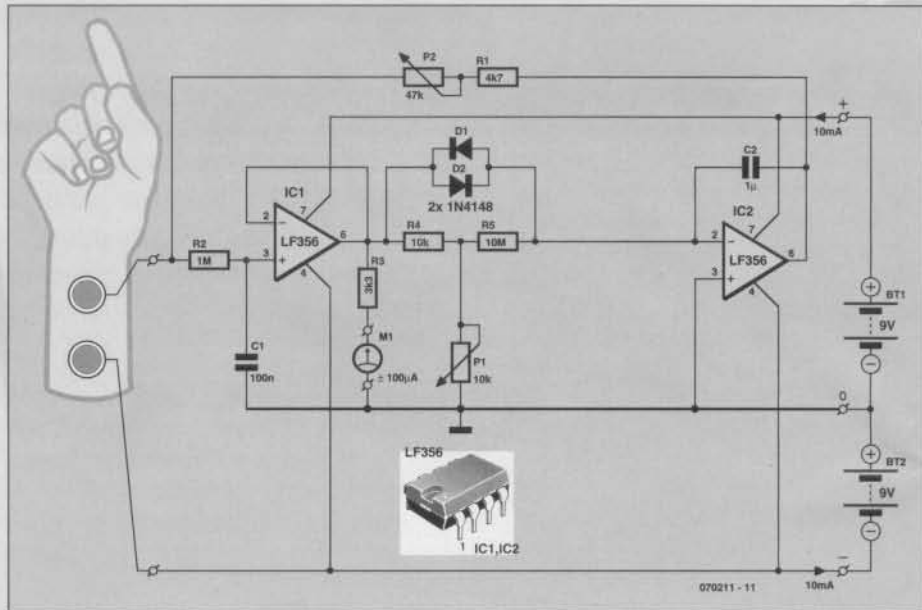 P2
R1
4k7
47k
+
10mA
D1
D2
2x 1N4148
C2
1μ
IC1
IC2
2
−
7
LF356
6
3
+
4
R2
1M
R4
10k
R5
10M
2
−
7
LF356
6
3
+
4
R3
3k3
BT1
9V
C1
100n
M1
± 100μA
P1
10k
0
LF356
1
IC1,IC2
BT2
9V
−
10mA
070211 - 11